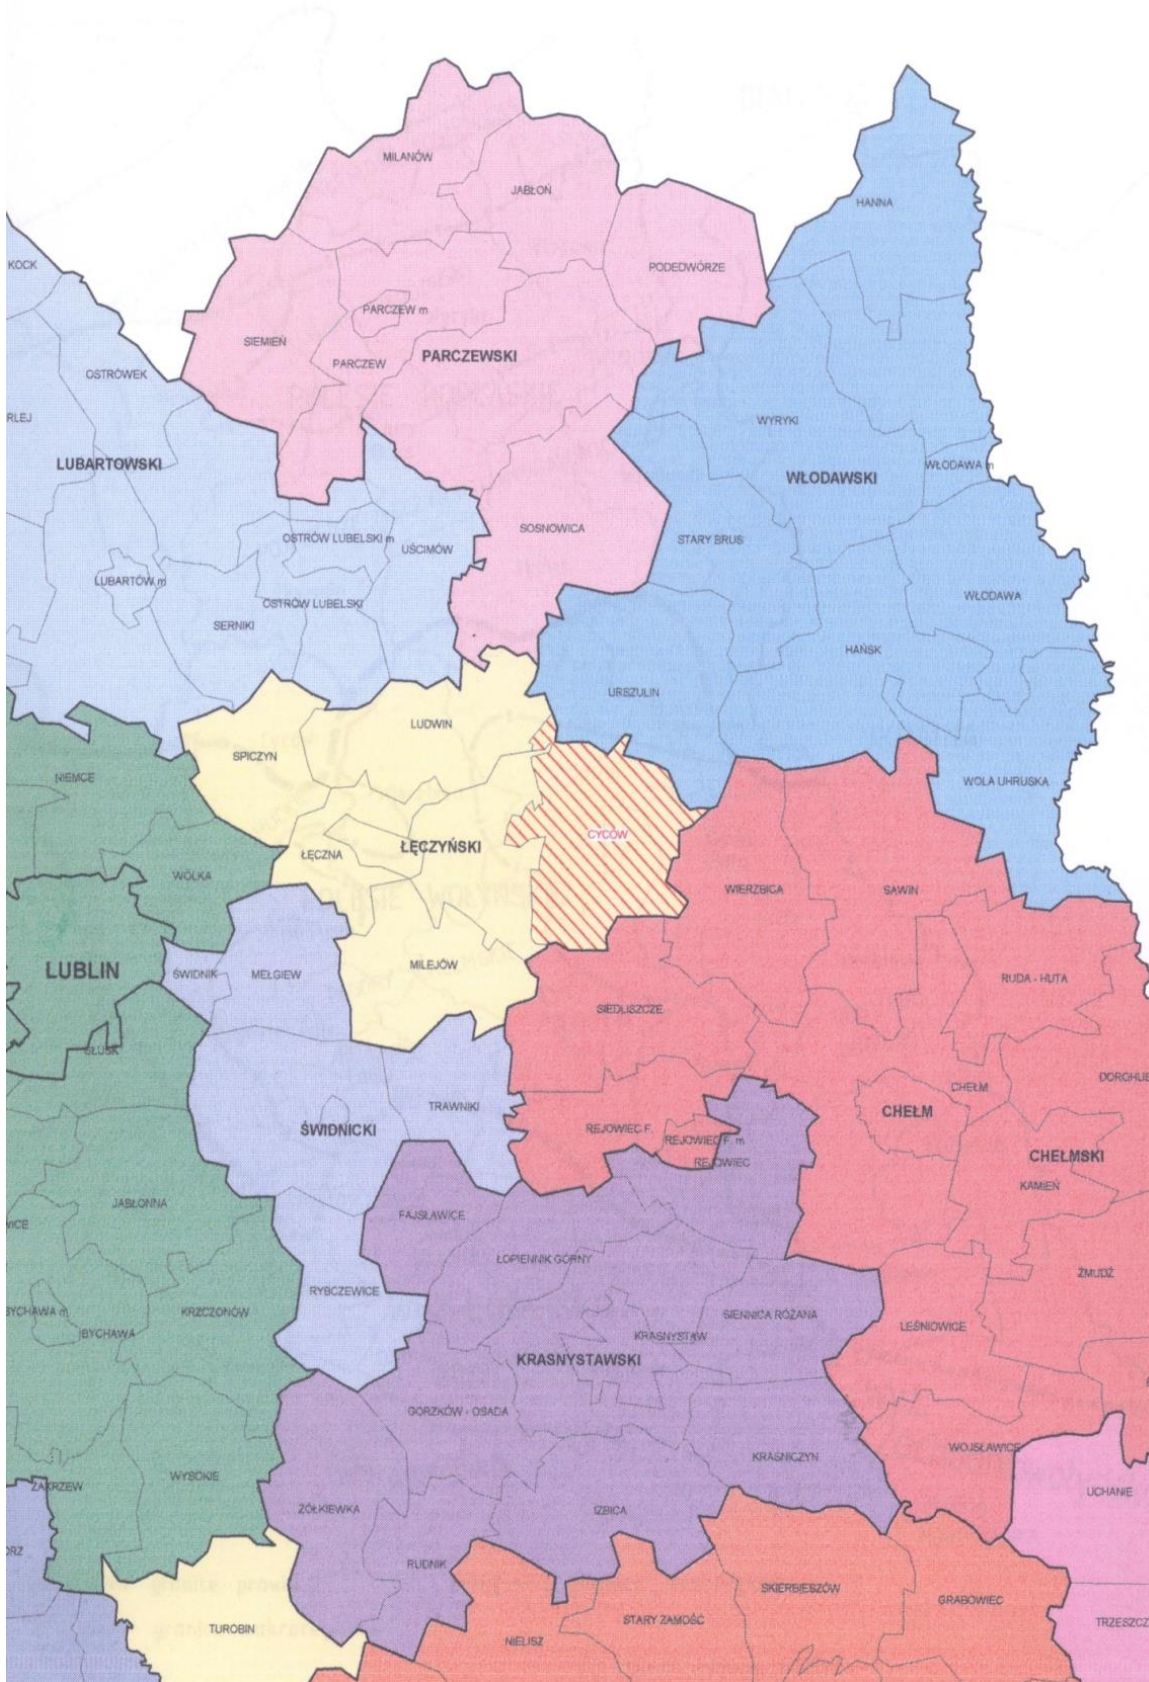 MILANÓW
JABŁOŃ
HANNA
KOCK
PODEDWÓRZE
PARCZEW m
SIEMIEŃ
PARCZEWSKI
PARCZEW
OSTRÓWEK
RLEJ
WYRYKI
LUBARTOWSKI
WŁODAWA m
WŁODAWSKI
SOSNOWICA
OSTRÓW LUBELSKI m
STARY BRUS
UŚCIMÓW
LUBARTÓW m
WŁODAWA
OSTRÓW LUBELSKI
SERNIKI
HAŃSK
URSZULIN
LUDWIN
SPICZYN
NIEMCE
WOLA UHRUSKA
CYCÓW
ŁĘCZYŃSKI
ŁĘCZNA
WÓLKA
WIERZBICA
SAWIN
MILEJÓW
LUBLIN
ŚWIDNIK
MEŁGIEW
RUDA - HUTA
SIEDLISZCZE
GŁUSK
DOROHUS
CHEŁM
TRAWNIKI
CHEŁM
ŚWIDNICKI
REJOWIEC F.
REJOWIEC F. m
REJOWIEC
CHEŁMSKI
KAMIEŃ
JABŁONNA
FAJSŁAWICE
WICE
ŁOPIENNIK GÓRNY
ŻMUDŹ
RYBCZEWICE
BYCHAWA m
KRZCZONÓW
SIENNICA RÓŻANA
LEŚNIOWICE
BYCHAWA
KRASNYSTAW
KRASNYSTAWSKI
GORZKÓW - OSADA
WOJSŁAWICE
KRAŚNICZYN
WYSOKIE
ZAKRZEW
UCHANIE
ŻÓŁKIEWKA
IZBICA
ORZ
RUDNIK
SKIERBIESZÓW
GRABOWIEC
STARY ZAMOŚĆ
TRZESZCZ
TUROBIN
NIELISZ